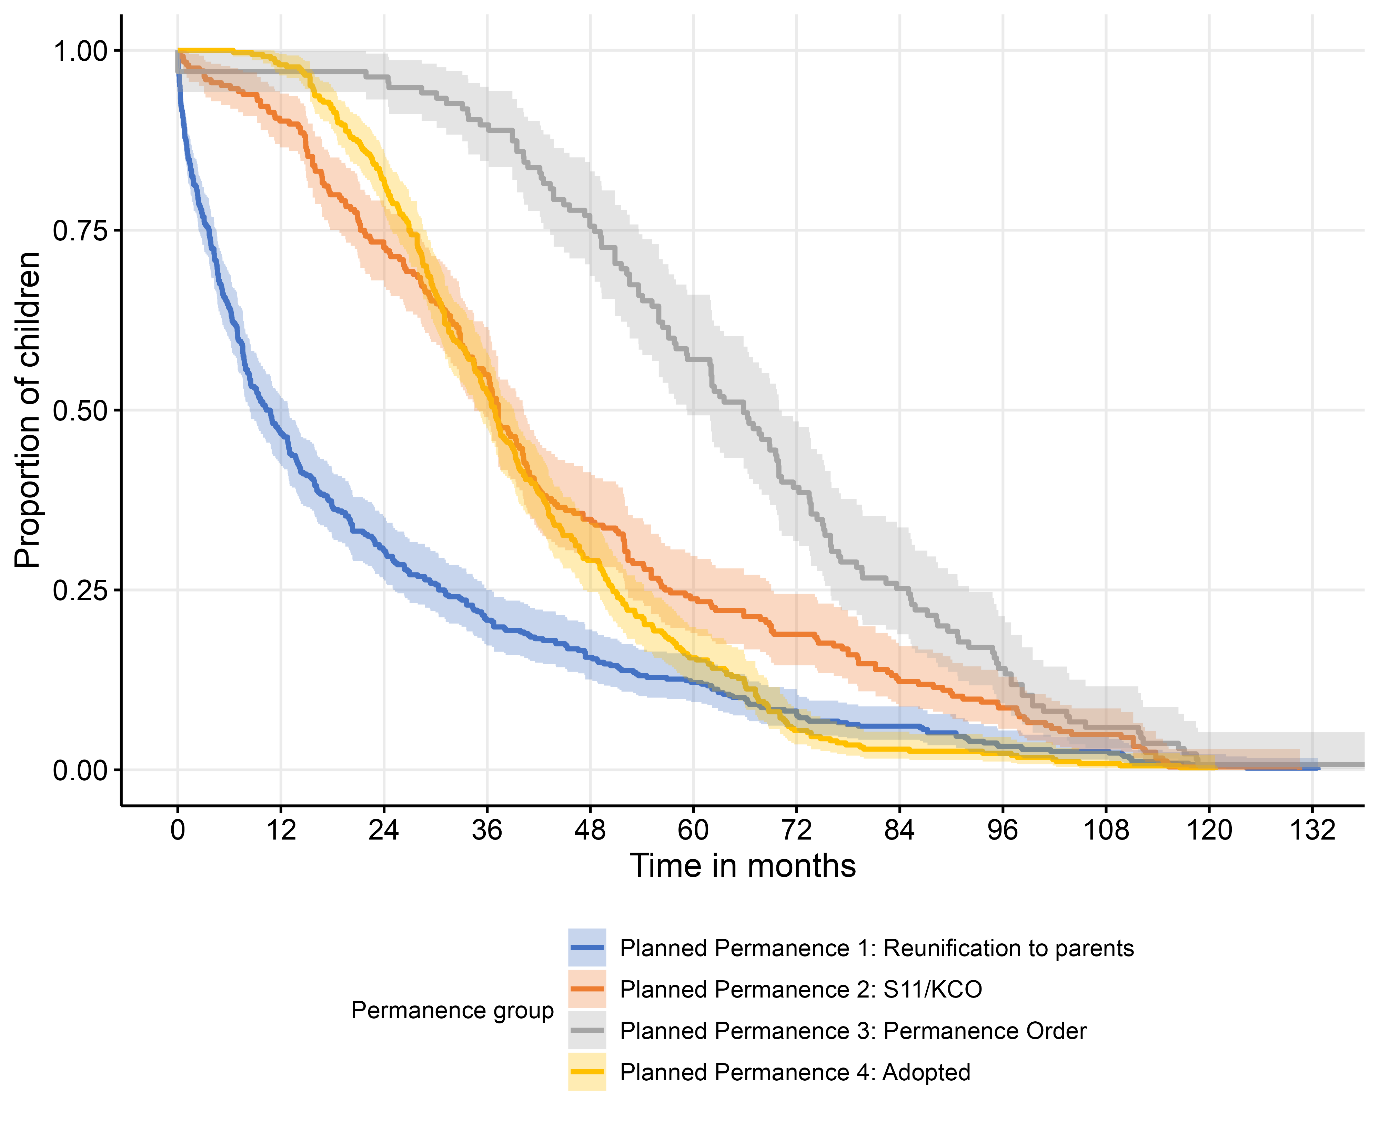 Proportion of children
1.00
0.75
0.50
0.25
0.00
0 12 24 36 48 60 72 84 96 108 120 132
Time in months
Permanence group
Planned Permanence 1: Reunification to parents
Planned Permanence 2: S11/KCO
Planned Permanence 3: Permanence Order
Planned Permanence 4: Adopted